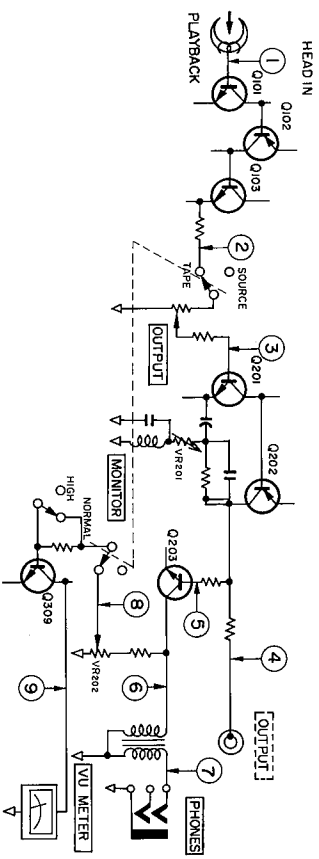 HEAD IN
PLAYBACK
1
Q101
Q102
Q103
2
SOURCE
TAPE
OUTPUT
3
Q201
Q202
VR201
MONITOR
HIGH
NORMAL
Q309
Q203
5
4
OUTPUT
8
VR202
6
7
9
VU METER
PHONES